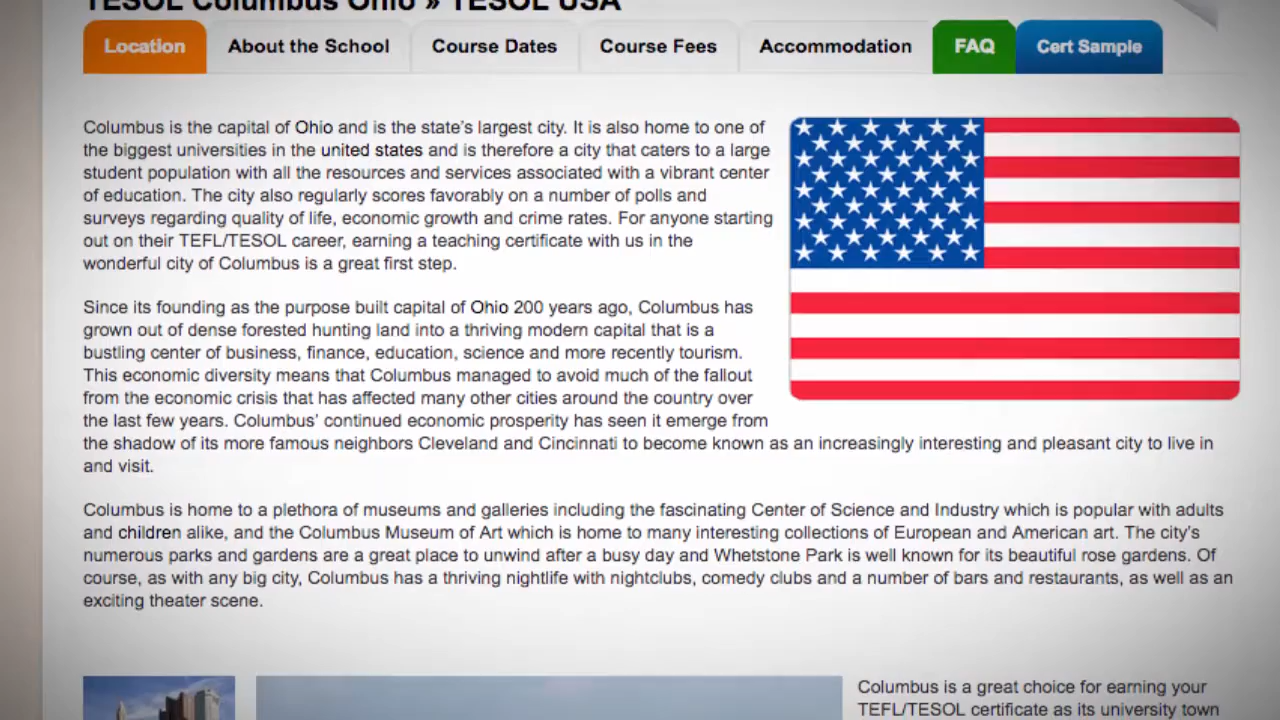 TESOL Columbus Ohio » TESOL USA
Location
About the School
Course Dates
Course Fees
Accommodation
FAQ
Cert Sample
Columbus is the capital of Ohio and is the state's largest city. It is also home to one of
the biggest universities in the united states and is therefore a city that caters to a large
student population with all the resources and services associated with a vibrant center
of education. The city also regularly scores favorably on a number of polls and
surveys regarding quality of life, economic growth and crime rates. For anyone starting
out on their TEFL/TESOL career, earning a teaching certificate with us in the
wonderful city of Columbus is a great first step.
Since its founding as the purpose built capital of Ohio 200 years ago, Columbus has
grown out of dense forested hunting land into a thriving modern capital that is a
bustling center of business, finance, education, science and more recently tourism.
This economic diversity means that Columbus managed to avoid much of the fallout
from the economic crisis that has affected many other cities around the country over
the last few years. Columbus' continued economic prosperity has seen it emerge from
the shadow of its more famous neighbors Cleveland and Cincinnati to become known as an increasingly interesting and pleasant city to live in
and visit.
Columbus is home to a plethora of museums and galleries including the fascinating Center of Science and Industry which is popular with adults
and children alike, and the Columbus Museum of Art which is home to many interesting collections of European and American art. The city's
numerous parks and gardens are a great place to unwind after a busy day and Whetstone Park is well known for its beautiful rose gardens. Of
course, as with any big city, Columbus has a thriving nightlife with nightclubs, comedy clubs and a number of bars and restaurants, as well as an
exciting theater scene.
Columbus is a great choice for earning your
TEFL/TESOL certificate as its university town